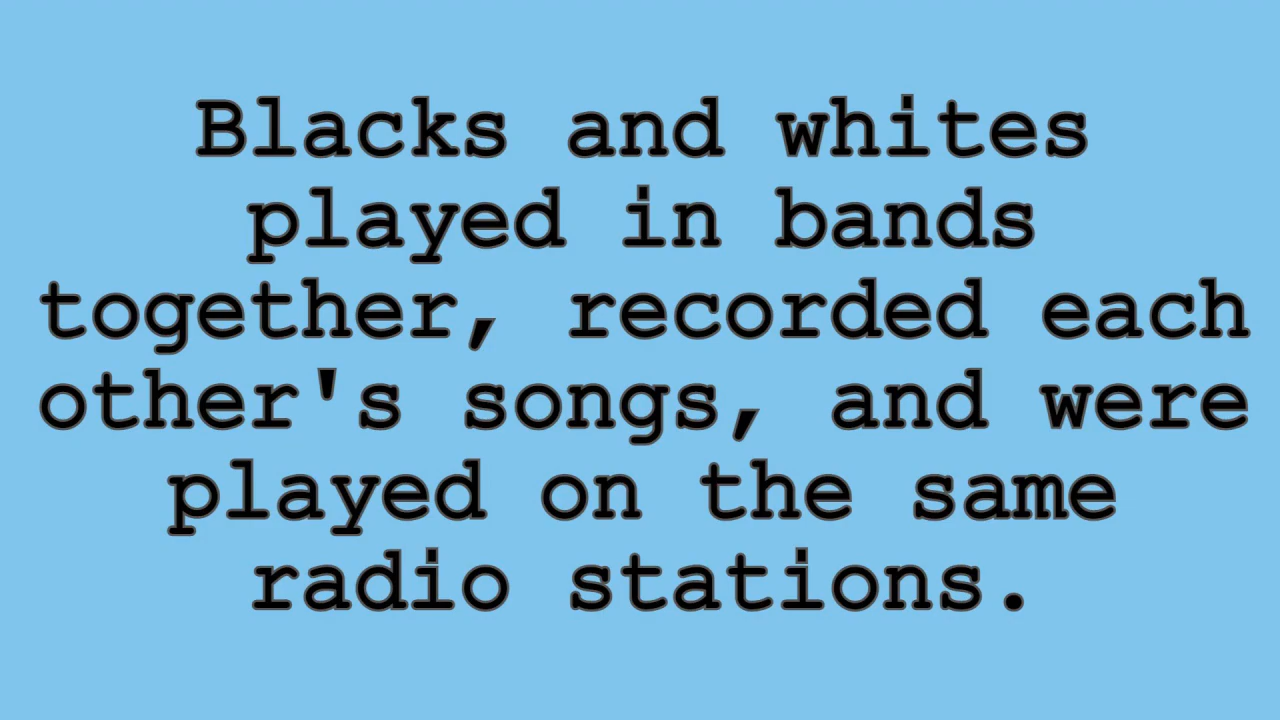 Blacks and whites
played in bands
together, recorded each
other's songs, and were
played on the same
radio stations.